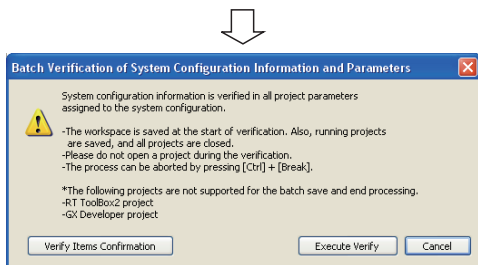 Batch Verification of System Configuration Information and Parameters
System configuration information is verified in all project parameters
assigned to the system configuration.
-The workspace is saved at the start of verification. Also, running projects
are saved, and all projects are closed.
-Please do not open a project during the verification.
-The process can be aborted by pressing [Ctrl] + [Break].
*The following projects are not supported for the batch save and end processing.
-RT ToolBox2 project
-GX Developer project
Verify Items Confirmation Execute Verify Cancel